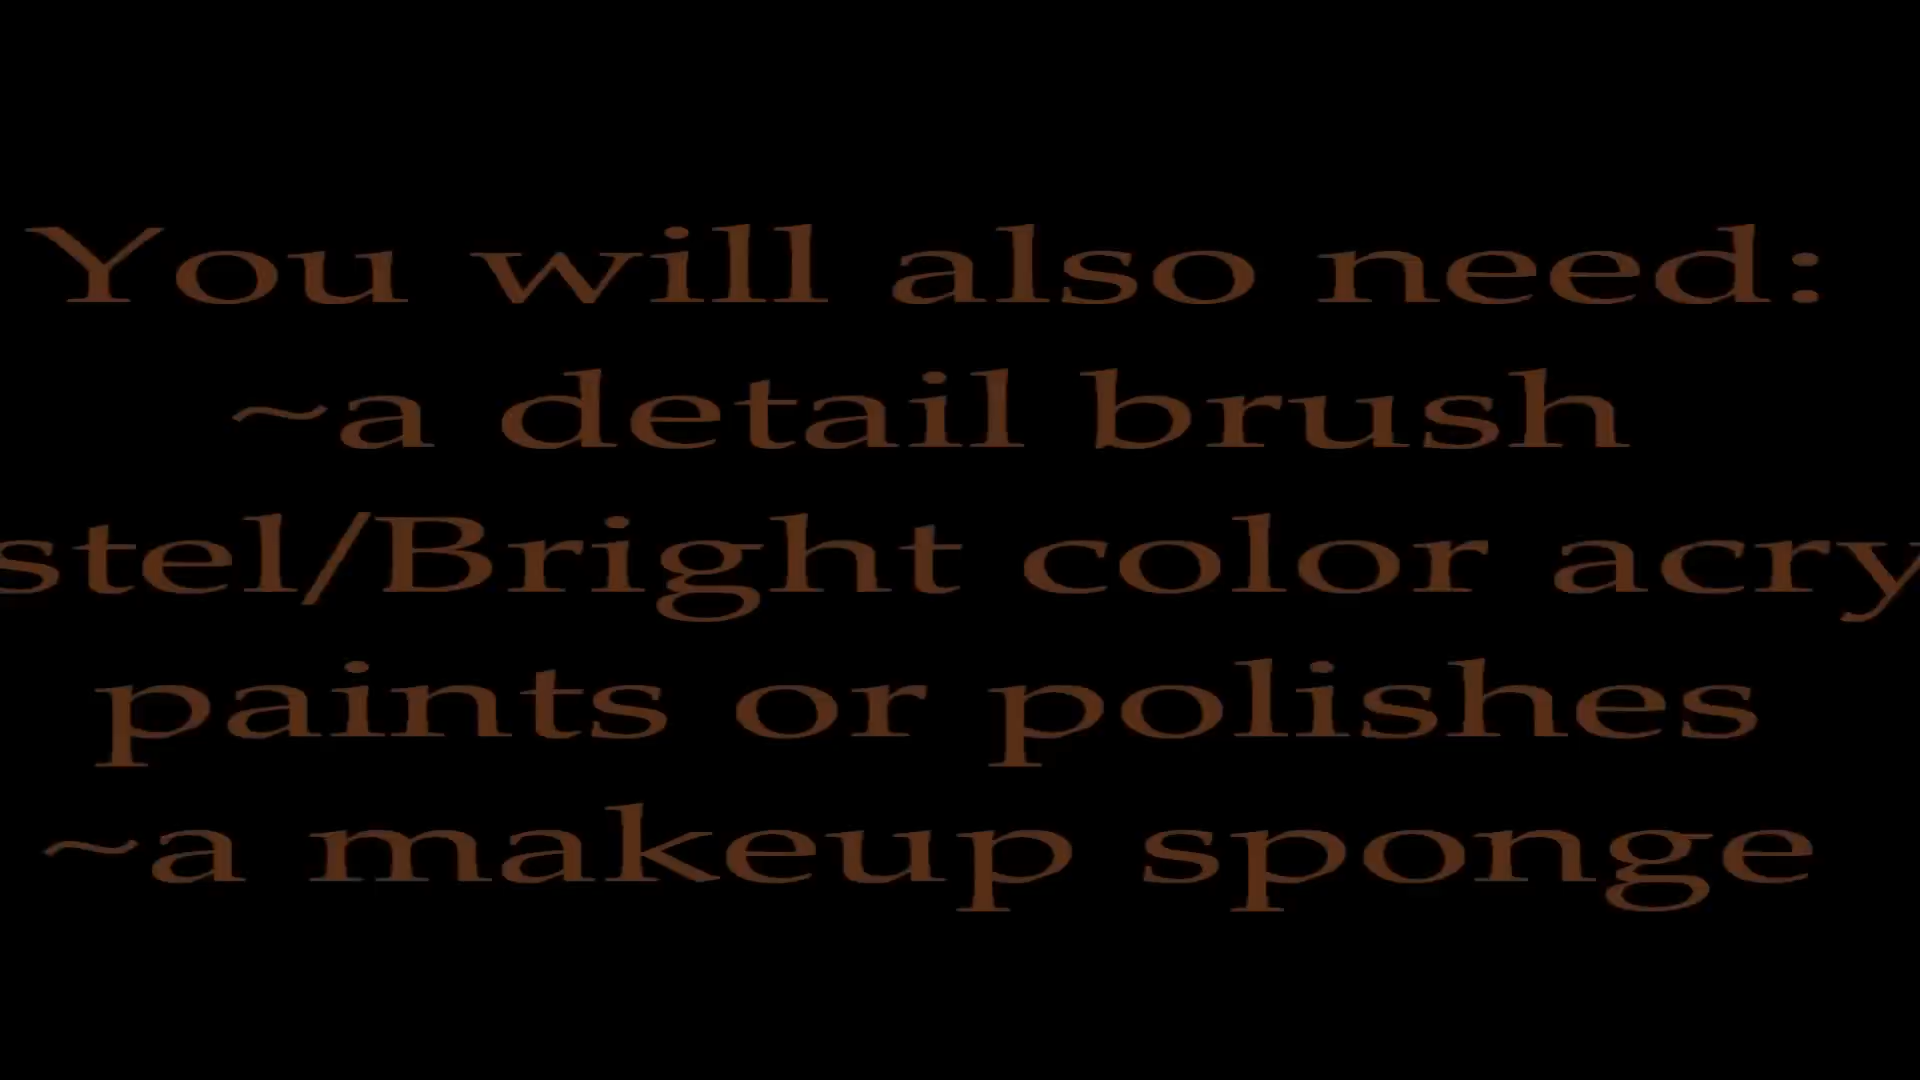 You will also need:
~a detail brush
stel/Bright color acry
paints or polishes
~a makeup sponge